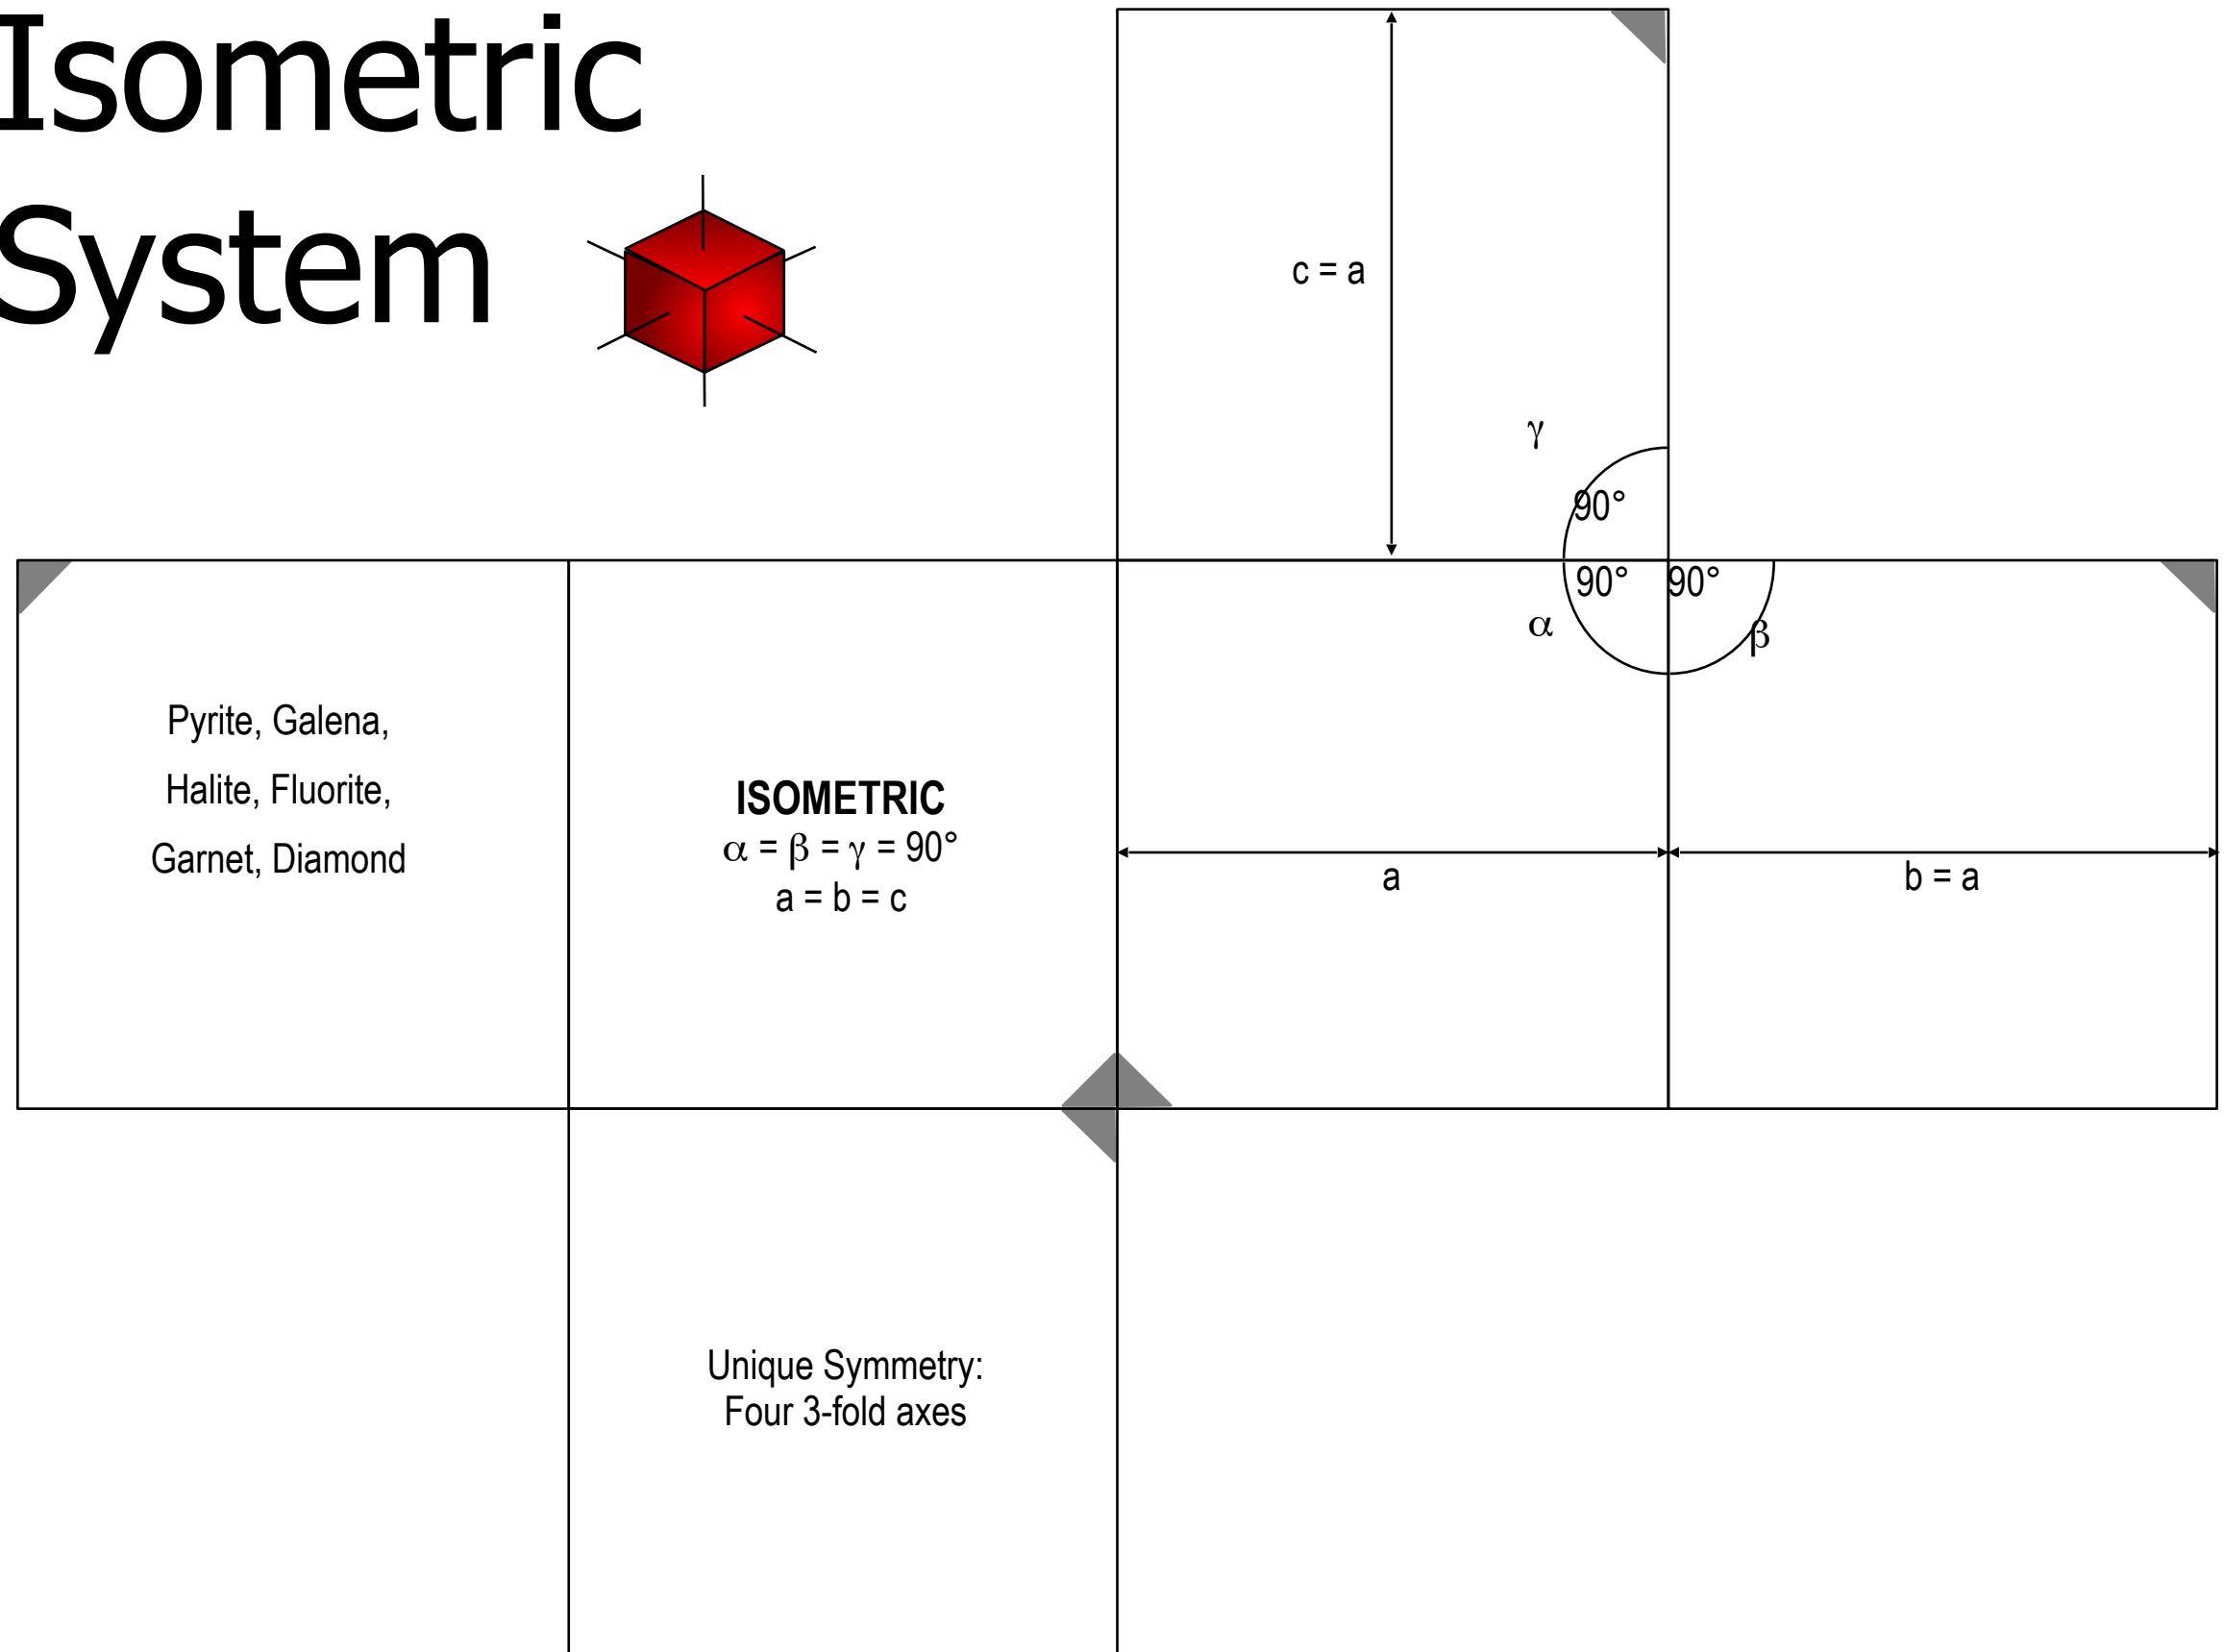 Isometric
System
c = a
γ
90°
90° 90°
α
β
Pyrite, Galena,
Halite, Fluorite,
Garnet, Diamond
ISOMETRIC
α = β = γ = 90°
a = b = c
a
b = a
Unique Symmetry:
Four 3-fold axes